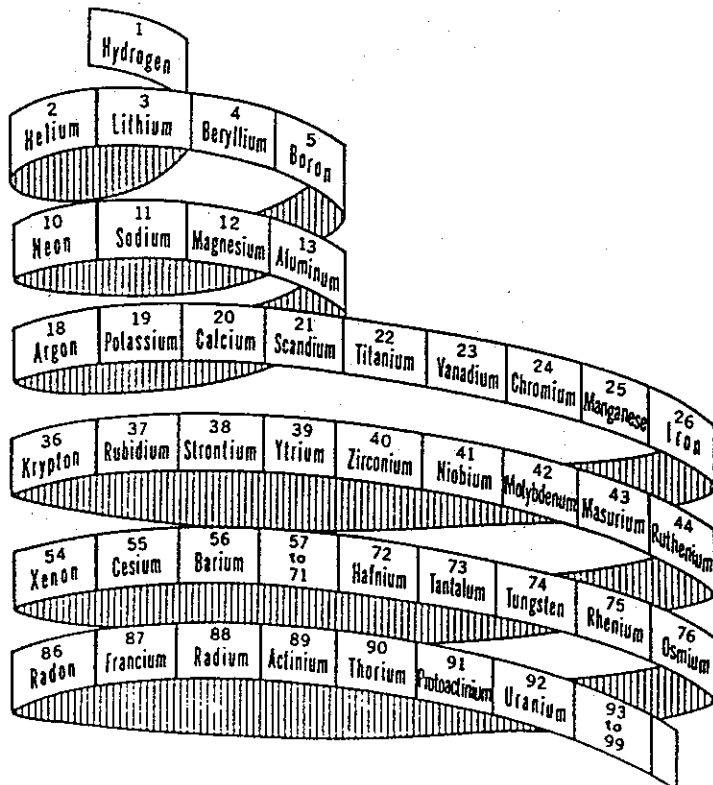 1
Hydrogen
2
Helium
3
Lithium
4
Beryllium
5
Boron
10
Neon
11
Sodium
12
Magnesium
13
Aluminum
18
Argon
19
Potassium
20
Calcium
21
Scandium
22
Titanium
23
Vanadium
24
Chromium
25
Manganese
26
Iron
36
Krypton
37
Rubidium
38
Strontium
39
Ytrium
40
Zirconium
41
Niobium
42
Molybdenum
43
Masurium
44
Ruthenium
54
Xenon
55
Cesium
56
Barium
57
to
71
72
Hafnium
73
Tantalum
74
Tungsten
75
Rhenium
76
Osmium
86
Radon
87
Francium
88
Radium
89
Actinium
90
Thorium
91
Protoactinium
92
Uranium
93
to
99